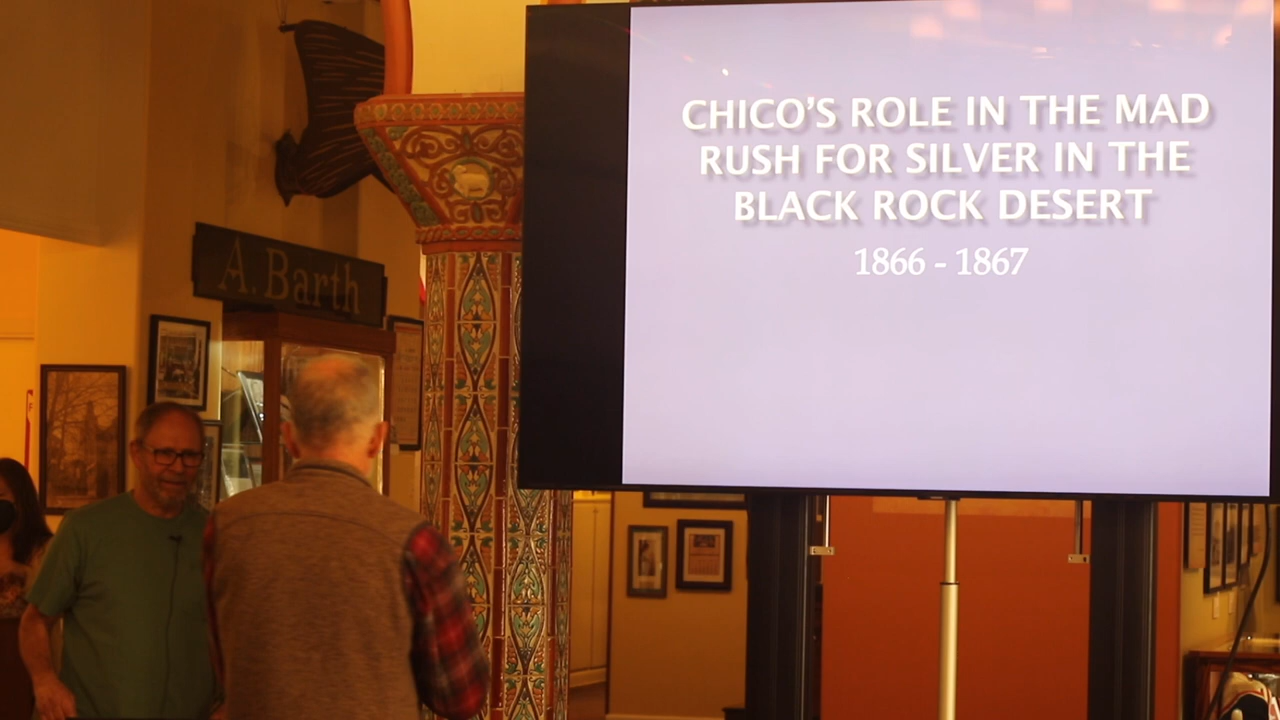 CHICO'S ROLE IN THE MAD
RUSH FOR SILVER IN THE
BLACK ROCK DESERT
1866 - 1867
A. Barth